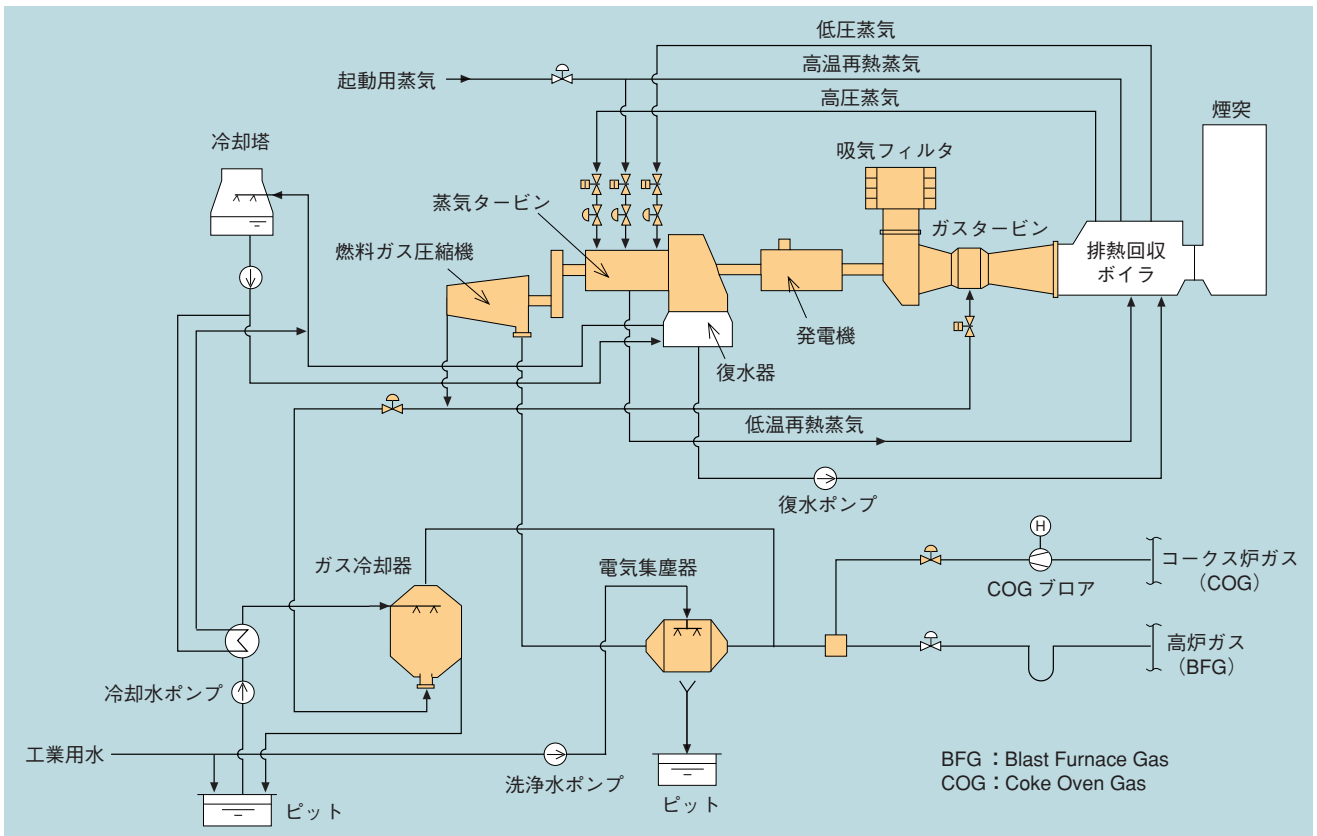 低圧蒸気
起動用蒸気
高温再熱蒸気
高圧蒸気
煙突
冷却塔
吸気フィルタ
蒸気タービン
ガスタービン
燃料ガス圧縮機
排熱回収
ボイラ
発電機
復水器
低温再熱蒸気
復水ポンプ
H
ガス冷却器
電気集塵器
コークス炉ガス
（COG）
COG ブロア
高炉ガス
（BFG）
冷却水ポンプ
工業用水
洗浄水ポンプ
BFG ：Blast Furnace Gas
COG：Coke Oven Gas
ピット
ピット